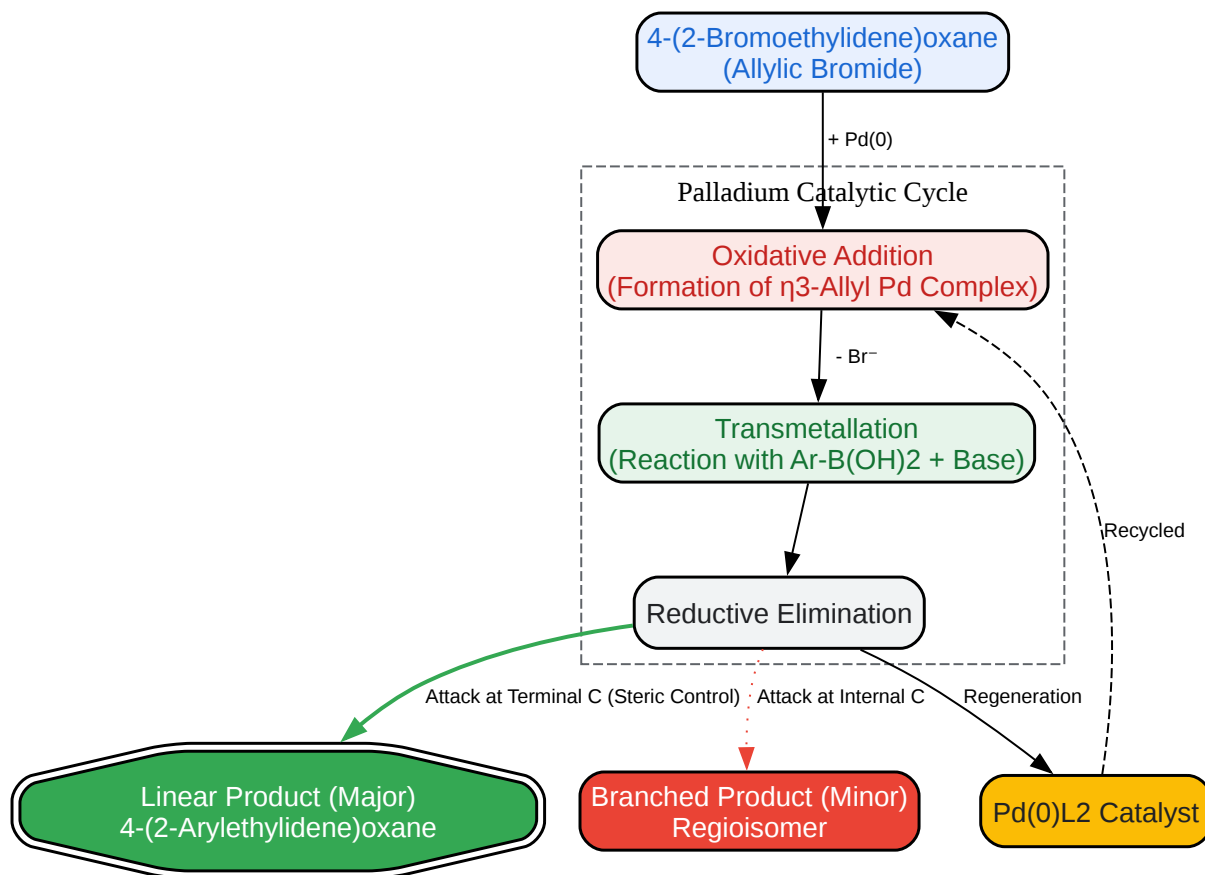 4-(2-Bromoethylidene)oxane
(Allylic Bromide)
+ Pd(0)
Palladium Catalytic Cycle
Oxidative Addition
(Formation of η3-Allyl Pd Complex)
- Br⁻
Transmetallation
(Reaction with Ar-B(OH)2 + Base)
Recycled
Reductive Elimination
Attack at Terminal C (Steric Control)
Attack at Internal C
Regeneration
Linear Product (Major)
4-(2-Arylethylidene)oxane
Branched Product (Minor)
Regioisomer
Pd(0)L2 Catalyst